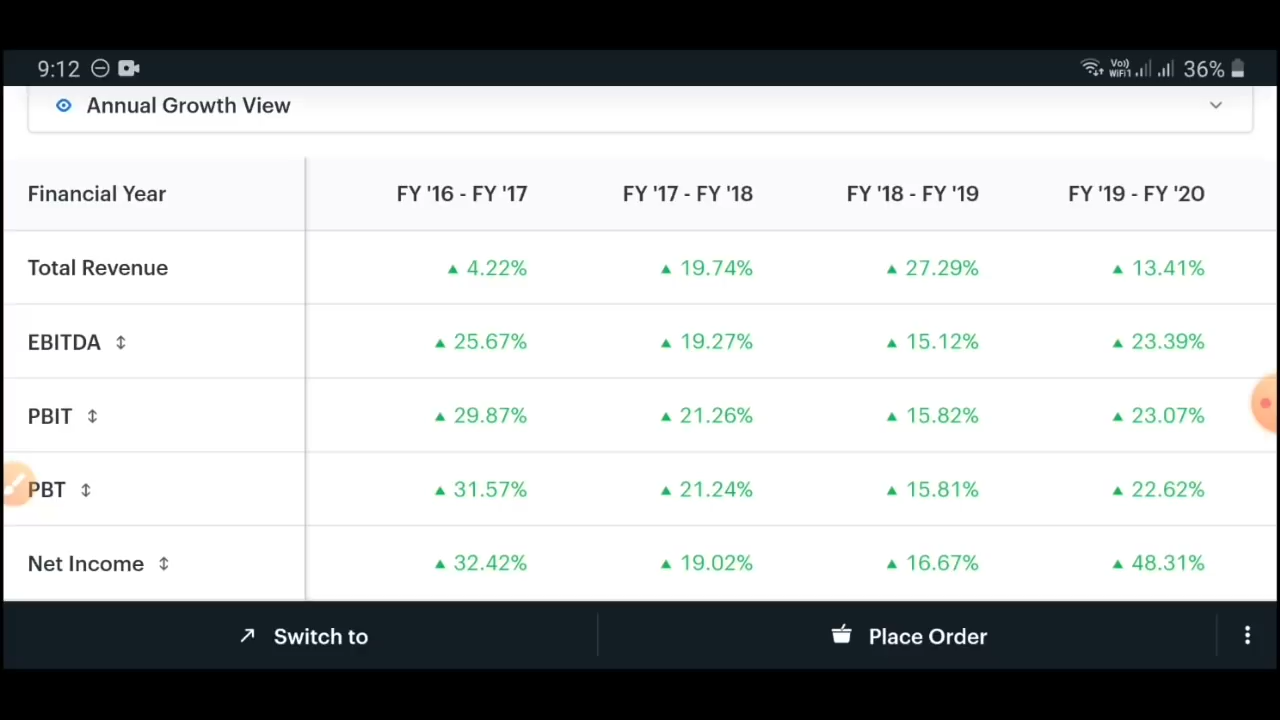 9:12 Vo) WiFi1 36%
Annual Growth View
Financial Year FY '16 - FY '17 FY '17 - FY '18 FY '18 - FY '19 FY '19 - FY '20
Total Revenue ▲ 4.22% ▲ 19.74% ▲ 27.29% ▲ 13.41%
EBITDA ↕ ▲ 25.67% ▲ 19.27% ▲ 15.12% ▲ 23.39%
PBIT ↕ ▲ 29.87% ▲ 21.26% ▲ 15.82% ▲ 23.07%
PBT ↕ ▲ 31.57% ▲ 21.24% ▲ 15.81% ▲ 22.62%
Net Income ↕ ▲ 32.42% ▲ 19.02% ▲ 16.67% ▲ 48.31%
Switch to Place Order